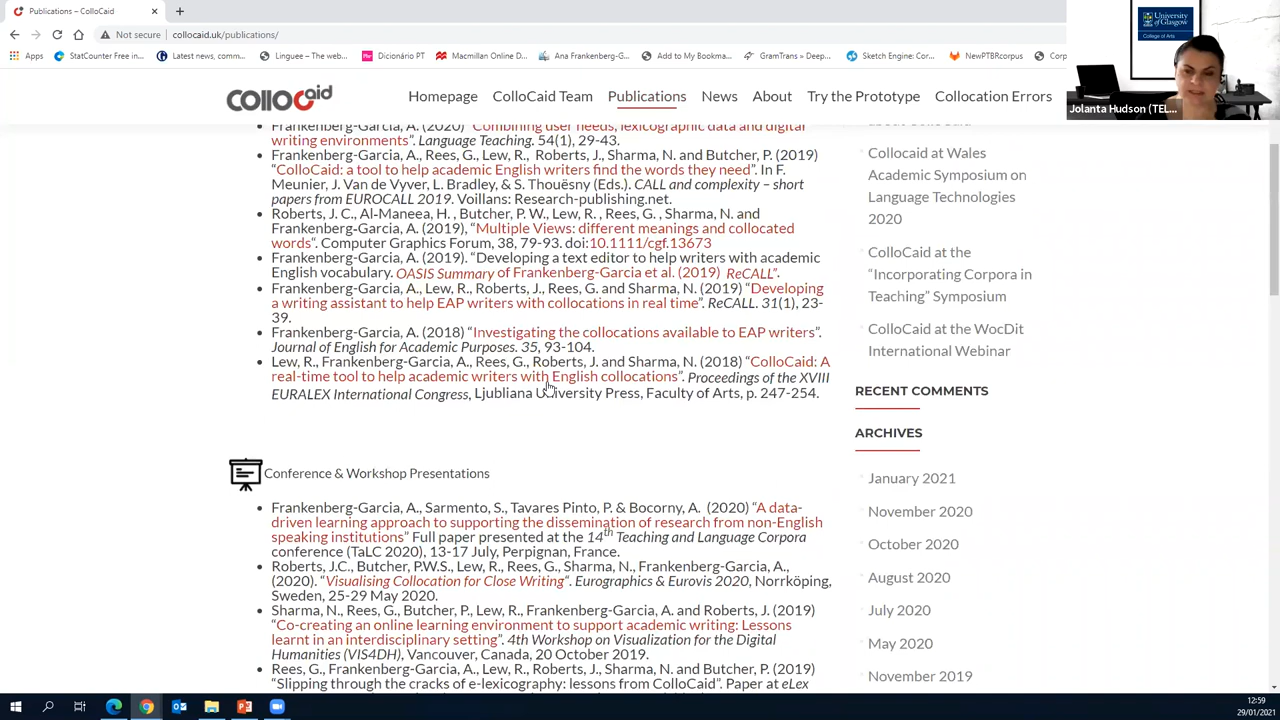 Publications – ColloCaid
Not secure
collocaid.uk/publications/
Apps
StatCounter Free in...
Latest news, comm...
Linguee – The web...
Dicionário PT
Macmillan Online D...
Ana Frankenberg-G...
Add to My Bookma...
GramTrans > Deep...
Sketch Engine: Cor...
NewPTBRcorpus
University
of Glasgow
College of Arts
Jolanta Hudson (TEL...
ColloCaid
Homepage
ColloCaid Team
Publications
News
About
Try the Prototype
Collocation Errors
Frankenberg-Garcia, A. (2020) “Combining user needs, lexicographic data and digital
writing environments”. Language Teaching. 54(1), 29-43.
Frankenberg-Garcia, A., Rees, G., Lew, R., Roberts, J., Sharma, N. and Butcher, P. (2019)
“ColloCaid: a tool to help academic English writers find the words they need”. In F.
Meunier, J. Van de Vyver, L. Bradley, & S. Thouësny (Eds.). CALL and complexity – short
papers from EUROCALL 2019. Voillans: Research-publishing.net.
Roberts, J. C., Al-Maneea, H. , Butcher, P. W., Lew, R. , Rees, G. , Sharma, N. and
Frankenberg‐Garcia, A. (2019), “Multiple Views: different meanings and collocated
words“. Computer Graphics Forum, 38, 79-93. doi:10.1111/cgf.13673
Frankenberg-Garcia, A. (2019). “Developing a text editor to help writers with academic
English vocabulary. OASIS Summary of Frankenberg-Garcia et al. (2019) ReCALL”.
Frankenberg-Garcia, A., Lew, R., Roberts, J., Rees, G. and Sharma, N. (2019) “Developing
a writing assistant to help EAP writers with collocations in real time”. ReCALL. 31(1), 23-
39.
Frankenberg-Garcia, A. (2018) “Investigating the collocations available to EAP writers”.
Journal of English for Academic Purposes. 35, 93-104.
Lew, R., Frankenberg-Garcia, A., Rees, G., Roberts, J. and Sharma, N. (2018) “ColloCaid: A
real-time tool to help academic writers with English collocations”. Proceedings of the XVIII
EURALEX International Congress, Ljubliana University Press, Faculty of Arts, p. 247-254.
Conference & Workshop Presentations
Frankenberg-Garcia, A., Sarmento, S., Tavares Pinto, P. & Bocorny, A. (2020) “A data-
driven learning approach to supporting the dissemination of research from non-English
speaking institutions” Full paper presented at the 14th Teaching and Language Corpora
conference (TaLC 2020), 13-17 July, Perpignan, France.
Roberts, J.C., Butcher, P.W.S., Lew, R., Rees, G., Sharma, N., Frankenberg-Garcia, A.,
(2020). “Visualising Collocation for Close Writing“. Eurographics & Eurovis 2020, Norrköping,
Sweden, 25-29 May 2020.
Sharma, N., Rees, G., Butcher, P., Lew, R., Frankenberg-Garcia, A. and Roberts, J. (2019)
“Co-creating an online learning environment to support academic writing: Lessons
learnt in an interdisciplinary setting”. 4th Workshop on Visualization for the Digital
Humanities (VIS4DH), Vancouver, Canada, 20 October 2019.
Rees, G., Frankenberg-Garcia, A., Lew, R., Roberts, J., Sharma, N. and Butcher, P. (2019)
“Slipping through the cracks of e-lexicography: lessons from ColloCaid”. Paper at eLex
Collocaid at Wales
Academic Symposium on
Language Technologies
2020
ColloCaid at the
“Incorporating Corpora in
Teaching” Symposium
ColloCaid at the WocDit
International Webinar
RECENT COMMENTS
ARCHIVES
January 2021
November 2020
October 2020
August 2020
July 2020
May 2020
November 2019
12:59
29/01/2021